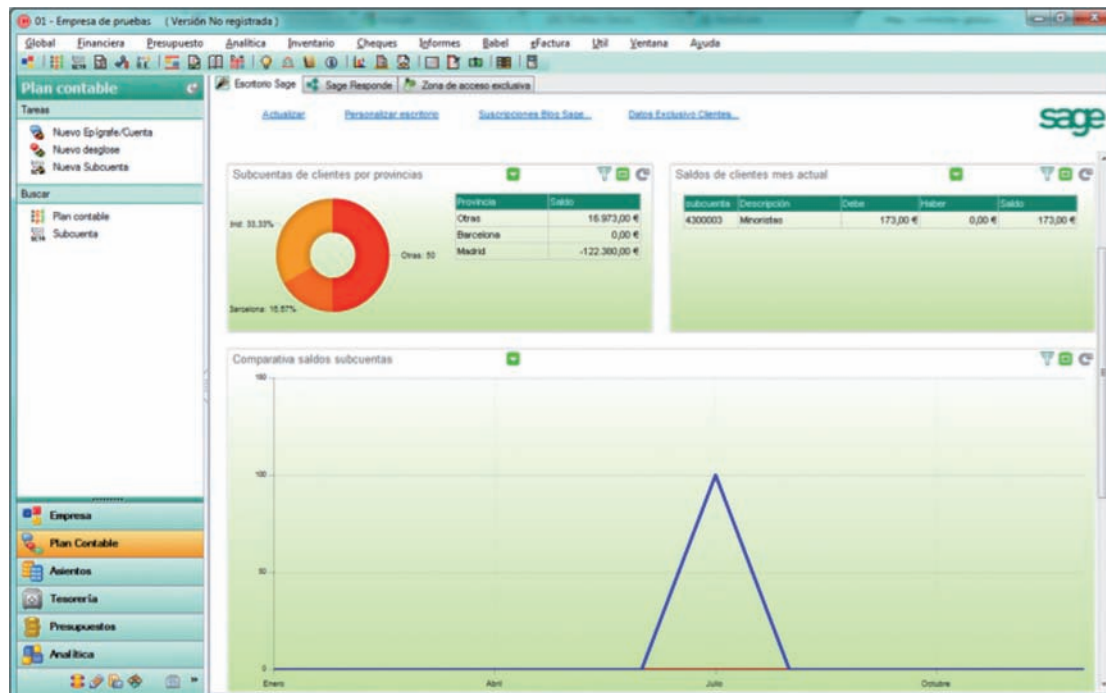 01 - Empresa de pruebas ( Versión No registrada )
Global Financiera Presupuesto Analítica Inventario Cheques Informes Babel eFactura Util Ventana Ayuda
Plan contable
Tareas
Nuevo Epígrafe/Cuenta
Nuevo desglose
Nueva Subcuenta
Buscar
Plan contable
Subcuenta
Empresa
Plan Contable
Asientos
Tesorería
Presupuestos
Analítica
Escritorio Sage Sage Responde Zona de acceso exclusiva
Actualizar Personalizar escritorio Suscripciones Blog Sage... Datos Exclusivo Clientes...
sage
Subcuentas de clientes por provincias
rid: 33,33%
Otras: 50
Barcelona: 16,67%
Provincia Saldo
Otras 16.973,00 €
Barcelona 0,00 €
Madrid -122.380,00 €
Saldos de clientes mes actual
subcuenta Descripción Debe Haber Saldo
4300003 Minoristas 173,00 € 0,00 € 173,00 €
Comparativa saldos subcuentas
150
100
50
0
Enero Abril Julio Octubre